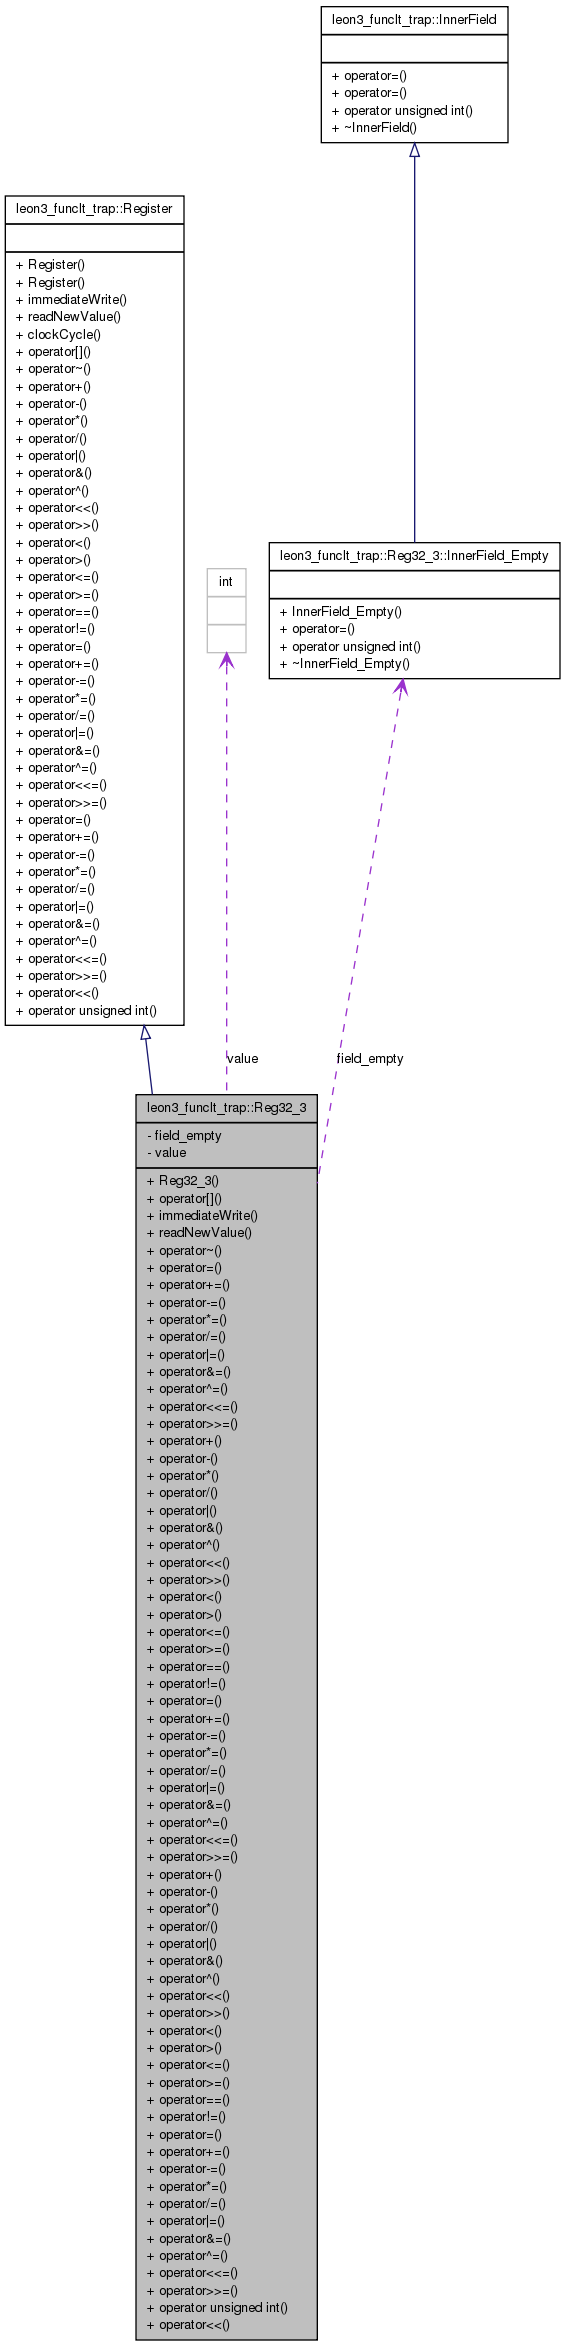 leon3_funclt_trap::InnerField
+ operator=()
+ operator=()
+ operator unsigned int()
+ ~InnerField()
leon3_funclt_trap::Register
+ Register()
+ Register()
+ immediateWrite()
+ readNewValue()
+ clockCycle()
+ operator[]()
+ operator~()
+ operator+()
+ operator-()
+ operator*()
+ operator/()
+ operator|()
+ operator&()
+ operator^()
+ operator<<()
+ operator>>()
+ operator<()
+ operator>()
+ operator<=()
+ operator>=()
+ operator==()
+ operator!=()
+ operator=()
+ operator+=()
+ operator-=()
+ operator*=()
+ operator/=()
+ operator|=()
+ operator&=()
+ operator^=()
+ operator<<=()
+ operator>>=()
+ operator=()
+ operator+=()
+ operator-=()
+ operator*=()
+ operator/=()
+ operator|=()
+ operator&=()
+ operator^=()
+ operator<<=()
+ operator>>=()
+ operator<<()
+ operator unsigned int()
int
leon3_funclt_trap::Reg32_3::InnerField_Empty
+ InnerField_Empty()
+ operator=()
+ operator unsigned int()
+ ~InnerField_Empty()
value
field_empty
leon3_funclt_trap::Reg32_3
- field_empty
- value
+ Reg32_3()
+ operator[]()
+ immediateWrite()
+ readNewValue()
+ operator~()
+ operator=()
+ operator+=()
+ operator-=()
+ operator*=()
+ operator/=()
+ operator|=()
+ operator&=()
+ operator^=()
+ operator<<=()
+ operator>>=()
+ operator+()
+ operator-()
+ operator*()
+ operator/()
+ operator|()
+ operator&()
+ operator^()
+ operator<<()
+ operator>>()
+ operator<()
+ operator>()
+ operator<=()
+ operator>=()
+ operator==()
+ operator!=()
+ operator=()
+ operator+=()
+ operator-=()
+ operator*=()
+ operator/=()
+ operator|=()
+ operator&=()
+ operator^=()
+ operator<<=()
+ operator>>=()
+ operator+()
+ operator-()
+ operator*()
+ operator/()
+ operator|()
+ operator&()
+ operator^()
+ operator<<()
+ operator>>()
+ operator<()
+ operator>()
+ operator<=()
+ operator>=()
+ operator==()
+ operator!=()
+ operator=()
+ operator+=()
+ operator-=()
+ operator*=()
+ operator/=()
+ operator|=()
+ operator&=()
+ operator^=()
+ operator<<=()
+ operator>>=()
+ operator unsigned int()
+ operator<<()